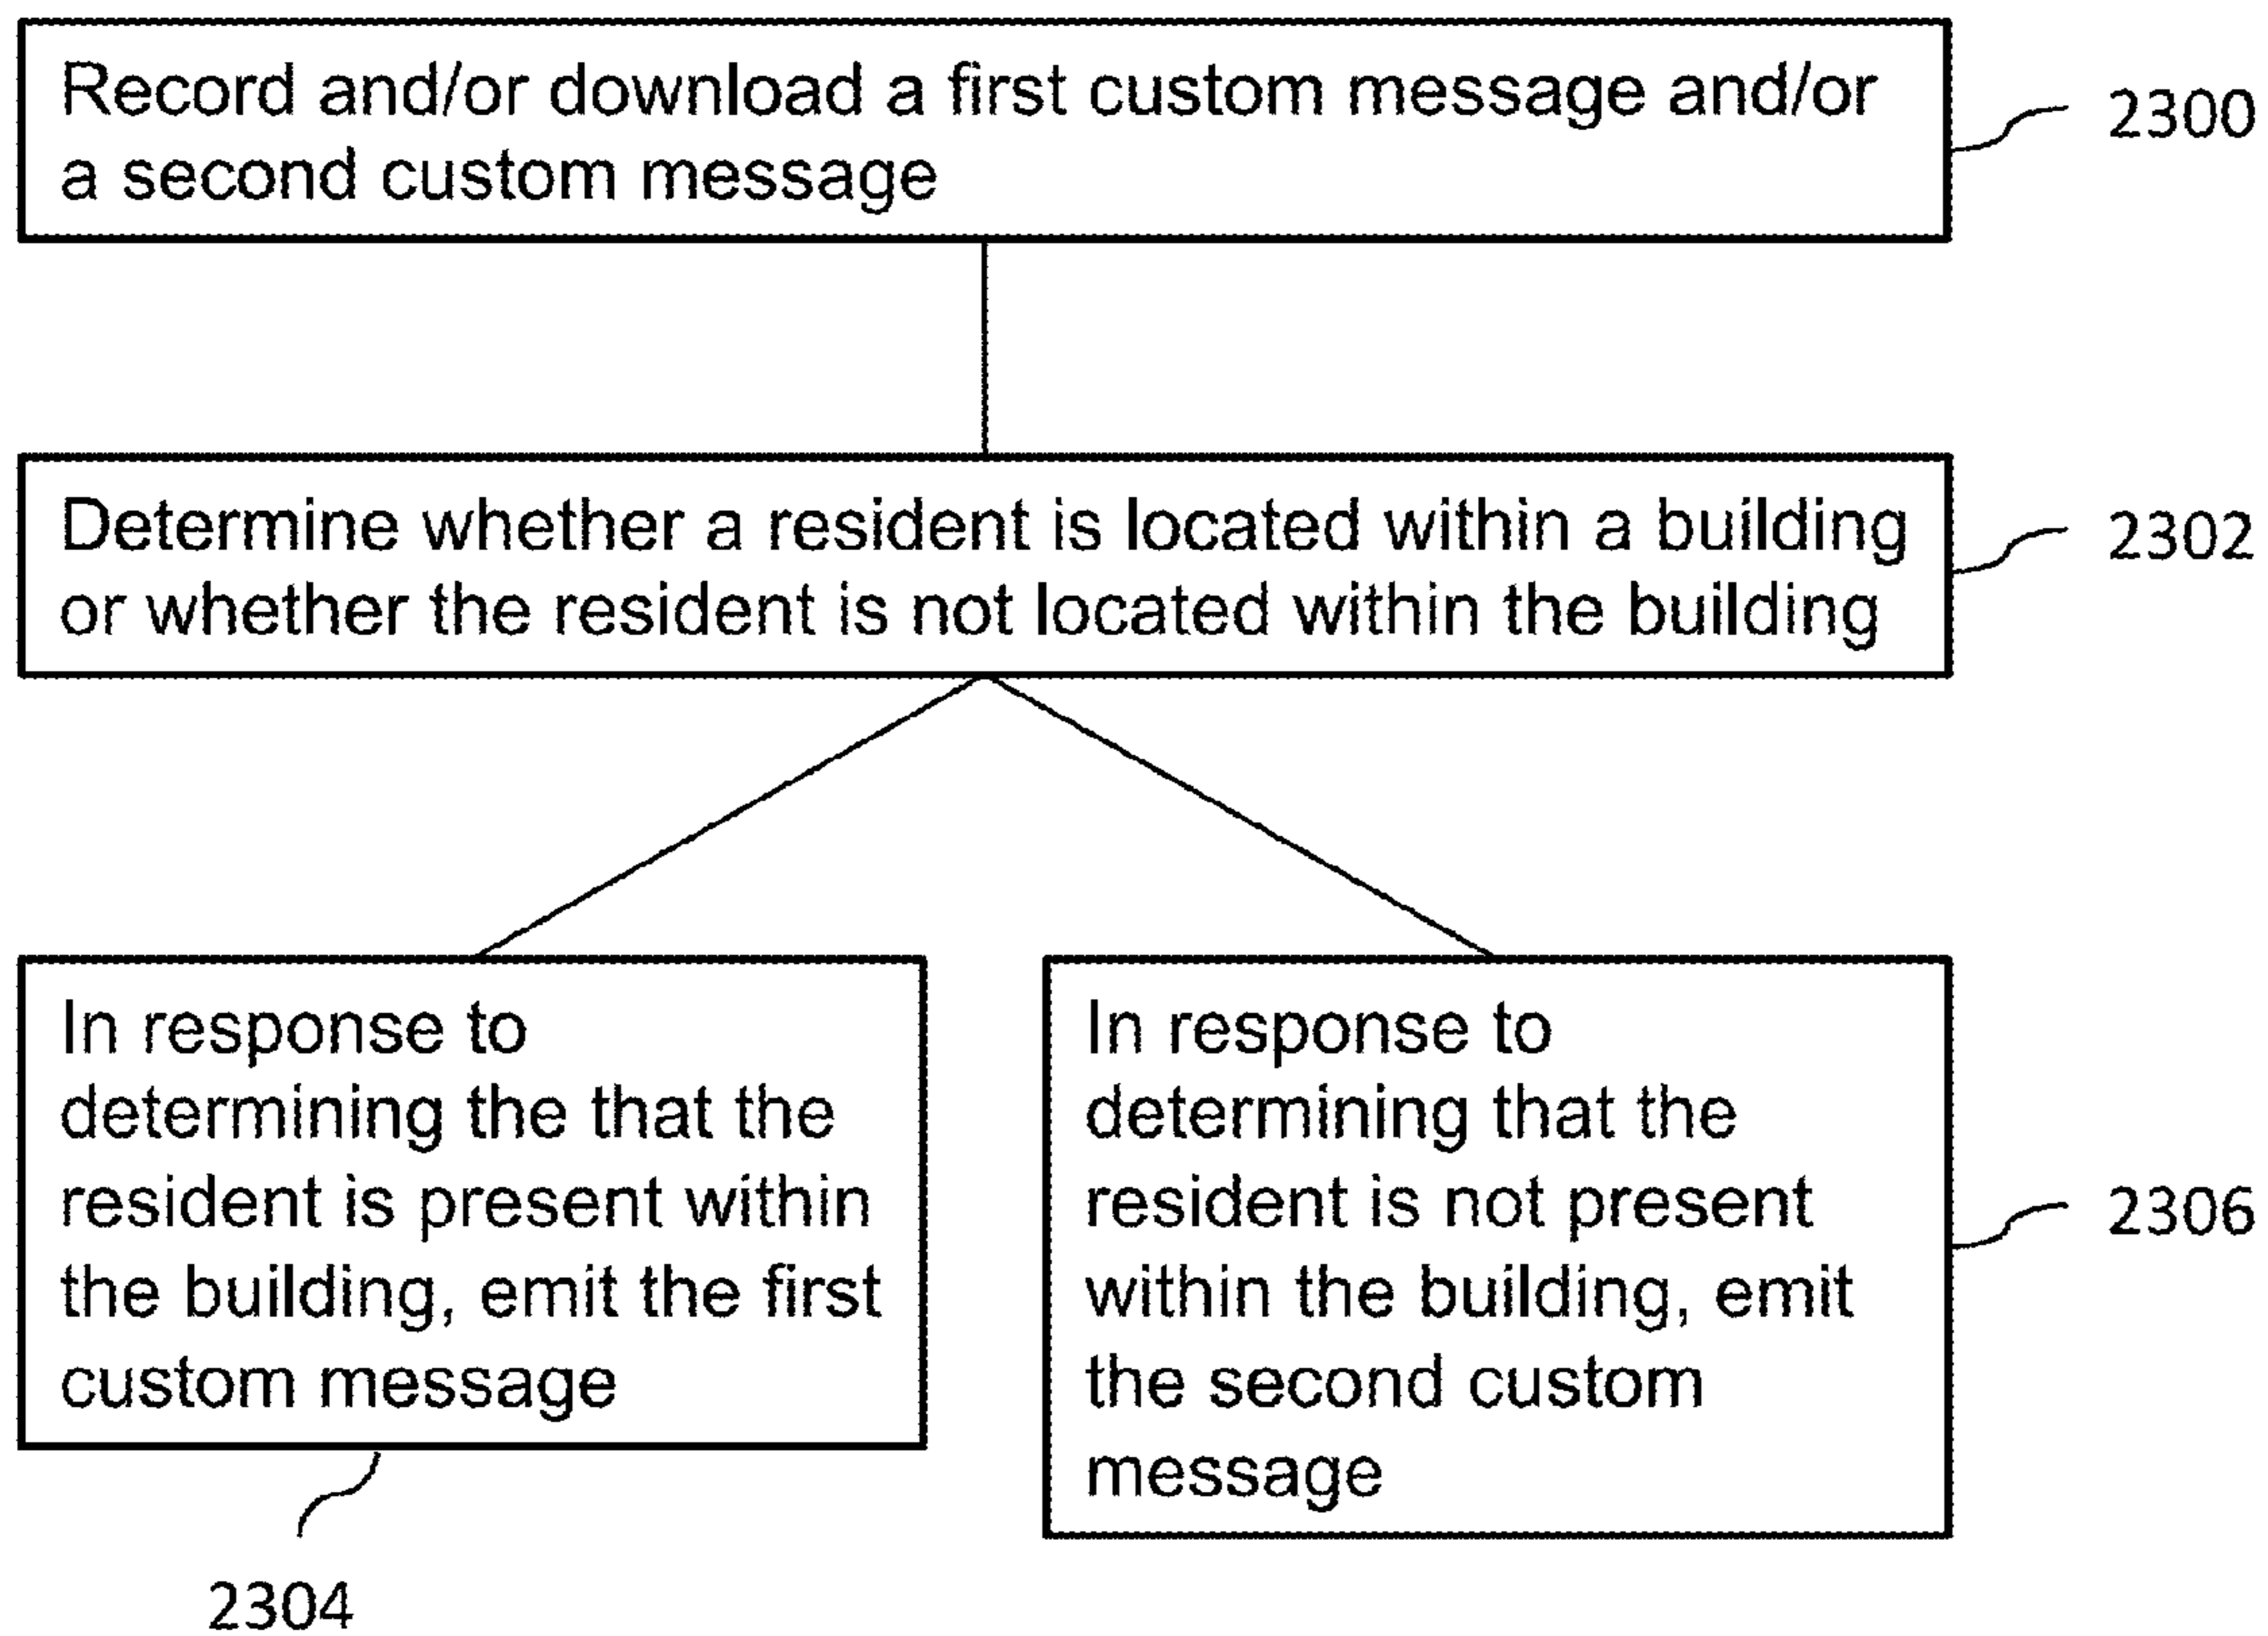 Record and/or download a first custom message and/or
a second custom message
2300
Determine whether a resident is located within a building
or whether the resident is not located within the building
2302
In response to
determining the that the
resident is present within
the building, emit the first
custom message
2304
In response to
determining that the
resident is not present
within the building, emit
the second custom
message
2306